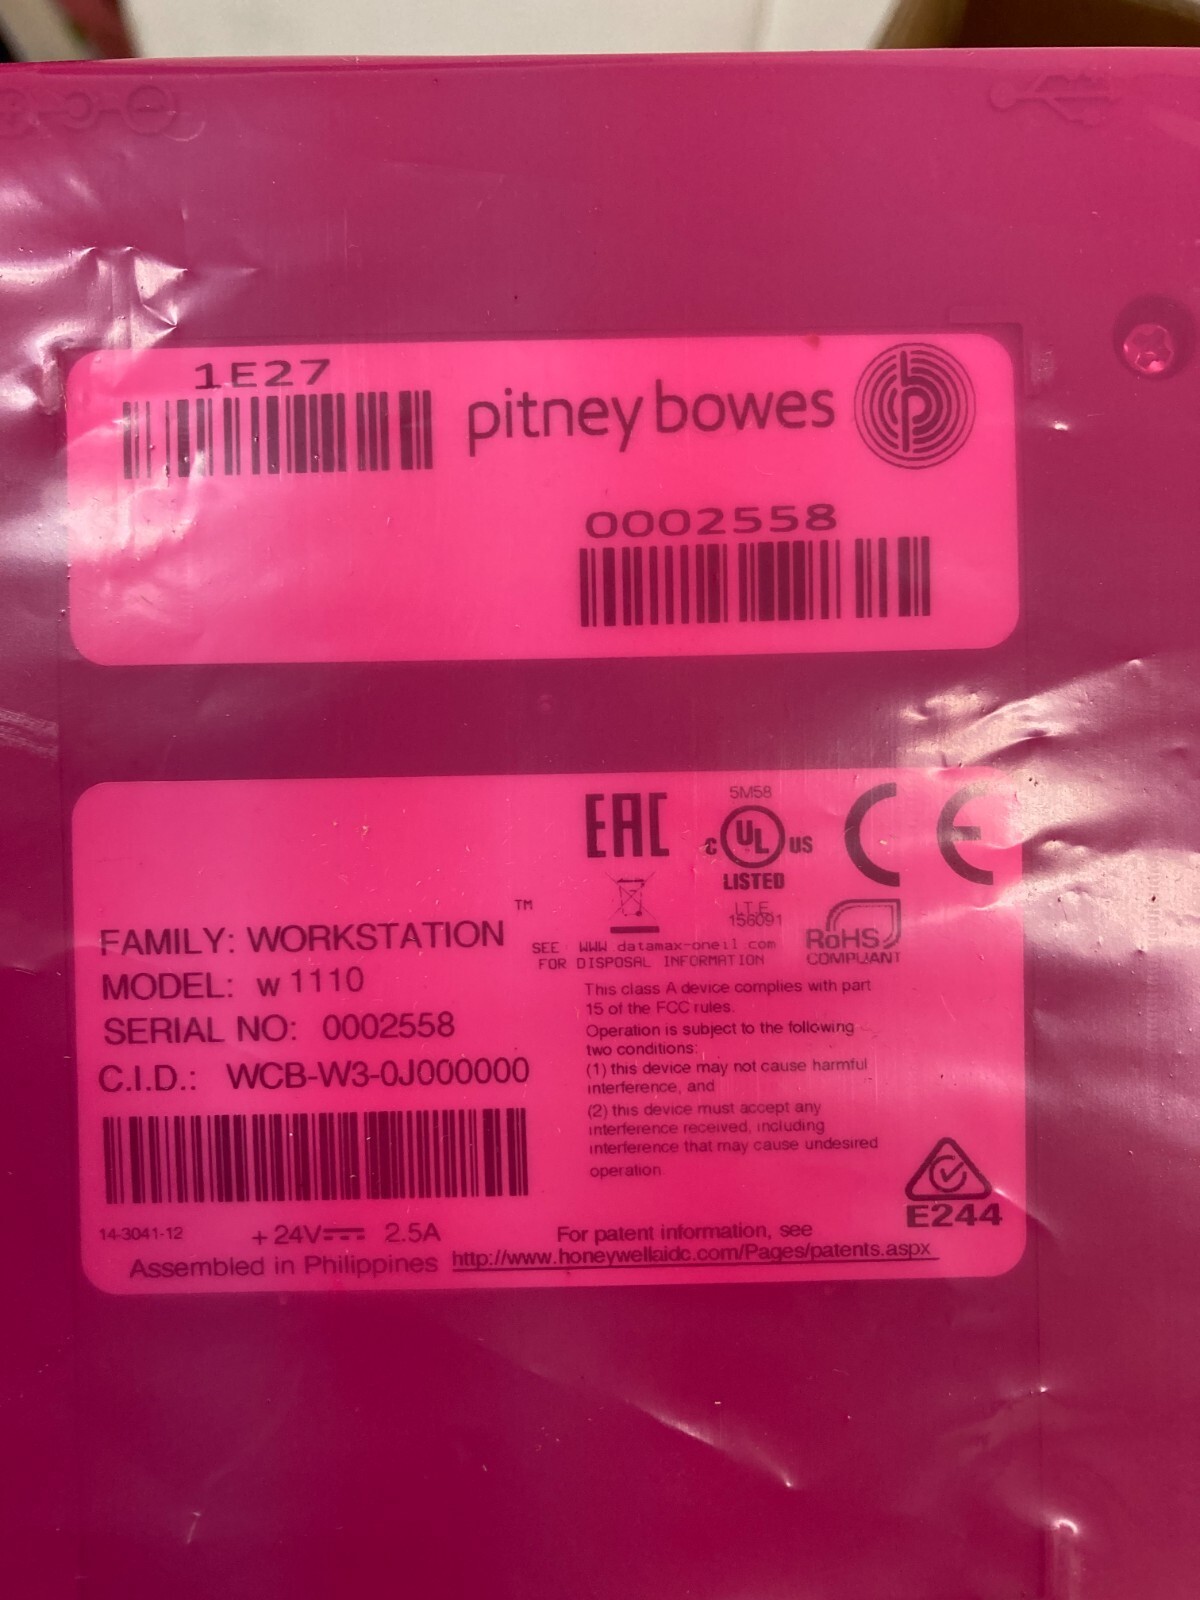 1E27
pitney bowes
0002558
EAC
5M58
c UL US
LISTED
I.T.E.
156091
CE
FAMILY: WORKSTATION ™
MODEL: w 1110
SERIAL NO: 0002558
C.I.D.: WCB-W3-0J000000
14-3041-12
+ 24V 2.5A
Assembled in Philippines
SEE WWW datamax-oneil com
FOR DISPOSAL INFORMATION
RoHS
COMPLIANT
This class A device complies with part
15 of the FCC rules.
Operation is subject to the following
two conditions:
(1) this device may not cause harmful
interference, and
(2) this device must accept any
interference received, including
interference that may cause undesired
operation
E244
For patent information, see
http://www.honeywellaidc.com/Pages/patents.aspx